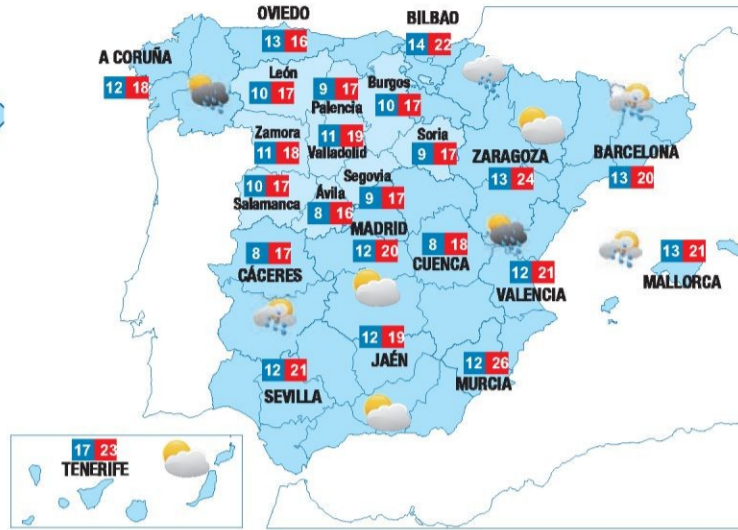 OVIEDO
13 16
BILBAO
14 22
A CORUÑA
12 18
León
10 17
9 17
Palencia
Burgos
10 17
Zamora
11 18
11 19
Valladolid
Soria
9 17
ZARAGOZA
13 24
BARCELONA
13 20
10 17
Salamanca
Ávila
8 16
Segovia
9 17
MADRID
12 20
8 18
CUENCA
8 17
CÁCERES
12 21
VALENCIA
13 21
MALLORCA
12 19
JAÉN
12 26
MURCIA
12 21
SEVILLA
17 23
TENERIFE